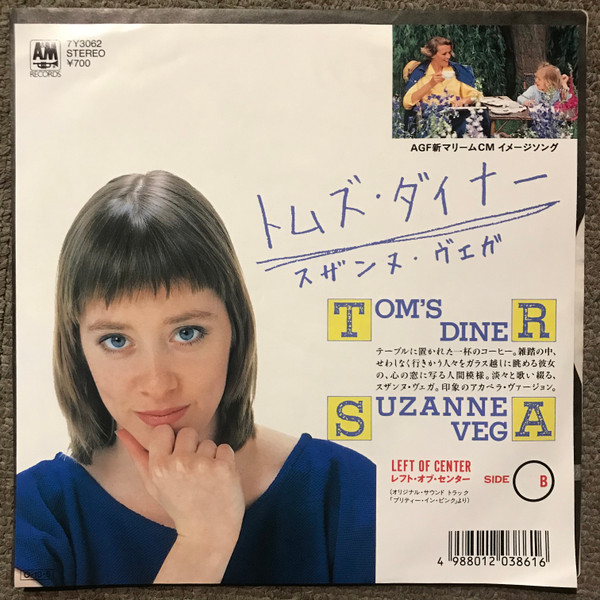 A&M
RECORDS
7Y3062
STEREO
¥700
AGF新マリームCM イメージソング
トムズ・ダイナー
スザンヌ・ヴェガ
TOM'S
DINER
テーブルに置かれた一杯のコーヒー。雑踏の中、
せわしなく行きかう人々をガラス越しに眺める彼女
の、心の窓に写る人間模様。淡々と歌い綴る、
スザンヌ・ヴェガ。印象のアカペラ・ヴァージョン。
SUZANNE
VEGA
LEFT OF CENTER
レフト・オブ・センター
SIDE B
(オリジナル・サウンド トラック
「プリティー・イン・ピンク」より)
4 988012 038616